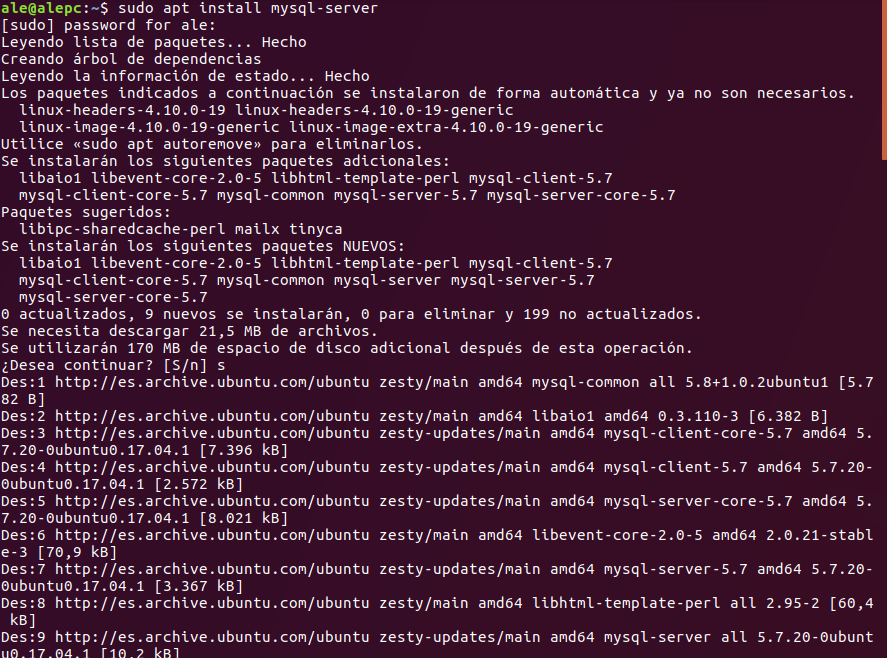 ale@alepc:~$ sudo apt install mysql-server
[sudo] password for ale:
Leyendo lista de paquetes... Hecho
Creando árbol de dependencias
Leyendo la información de estado... Hecho
Los paquetes indicados a continuación se instalaron de forma automática y ya no son necesarios.
  linux-headers-4.10.0-19 linux-headers-4.10.0-19-generic
  linux-image-4.10.0-19-generic linux-image-extra-4.10.0-19-generic
Utilice «sudo apt autoremove» para eliminarlos.
Se instalarán los siguientes paquetes adicionales:
  libaio1 libevent-core-2.0-5 libhtml-template-perl mysql-client-5.7
  mysql-client-core-5.7 mysql-common mysql-server-5.7 mysql-server-core-5.7
Paquetes sugeridos:
  libipc-sharedcache-perl mailx tinyca
Se instalarán los siguientes paquetes NUEVOS:
  libaio1 libevent-core-2.0-5 libhtml-template-perl mysql-client-5.7
  mysql-client-core-5.7 mysql-common mysql-server mysql-server-5.7
  mysql-server-core-5.7
0 actualizados, 9 nuevos se instalarán, 0 para eliminar y 199 no actualizados.
Se necesita descargar 21,5 MB de archivos.
Se utilizarán 170 MB de espacio de disco adicional después de esta operación.
¿Desea continuar? [S/n] s
Des:1 http://es.archive.ubuntu.com/ubuntu zesty/main amd64 mysql-common all 5.8+1.0.2ubuntu1 [5.7
82 B]
Des:2 http://es.archive.ubuntu.com/ubuntu zesty/main amd64 libaio1 amd64 0.3.110-3 [6.382 B]
Des:3 http://es.archive.ubuntu.com/ubuntu zesty-updates/main amd64 mysql-client-core-5.7 amd64 5.
7.20-0ubuntu0.17.04.1 [7.396 kB]
Des:4 http://es.archive.ubuntu.com/ubuntu zesty-updates/main amd64 mysql-client-5.7 amd64 5.7.20-
0ubuntu0.17.04.1 [2.572 kB]
Des:5 http://es.archive.ubuntu.com/ubuntu zesty-updates/main amd64 mysql-server-core-5.7 amd64 5.
7.20-0ubuntu0.17.04.1 [8.021 kB]
Des:6 http://es.archive.ubuntu.com/ubuntu zesty/main amd64 libevent-core-2.0-5 amd64 2.0.21-stabl
e-3 [70,9 kB]
Des:7 http://es.archive.ubuntu.com/ubuntu zesty-updates/main amd64 mysql-server-5.7 amd64 5.7.20-
0ubuntu0.17.04.1 [3.367 kB]
Des:8 http://es.archive.ubuntu.com/ubuntu zesty/main amd64 libhtml-template-perl all 2.95-2 [60,4
 kB]
Des:9 http://es.archive.ubuntu.com/ubuntu zesty-updates/main amd64 mysql-server all 5.7.20-0ubunt
u0.17.04.1 [10,2 kB]